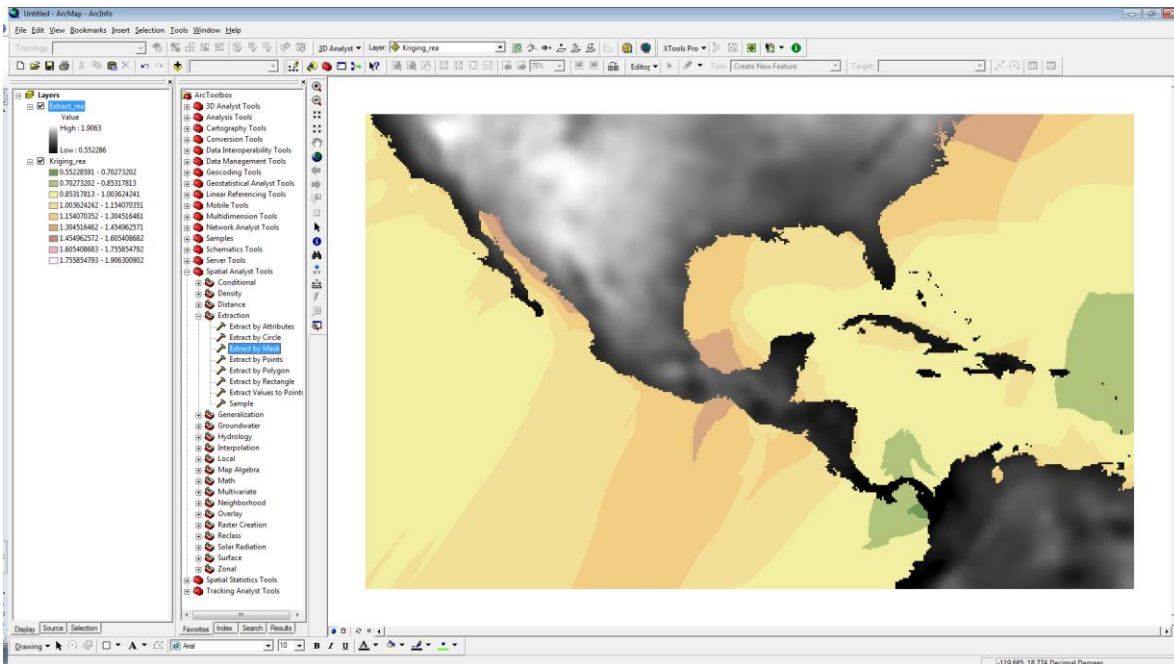 Untitled - ArcMap - ArcInfo
File Edit View Bookmarks Insert Selection Tools Window Help
Topology: 3D Analyst Layer: Kriging_rea XTools Pro
75% Editor Task: Create New Feature Target:
Layers
Extract_rea
Value
High : 1.9063
Low : 0.552286
Kriging_rea
0.55228591 - 0.70273202
0.70273202 - 0.85317813
0.85317813 - 1.003624241
1.003624242 - 1.154070351
1.154070352 - 1.304516461
1.304516462 - 1.454962571
1.454962572 - 1.605408682
1.605408683 - 1.755854792
1.755854793 - 1.906300902
ArcToolbox
3D Analyst Tools
Analysis Tools
Cartography Tools
Conversion Tools
Data Interoperability Tools
Data Management Tools
Geocoding Tools
Geostatistical Analyst Tools
Linear Referencing Tools
Mobile Tools
Multidimension Tools
Network Analyst Tools
Samples
Schematics Tools
Server Tools
Spatial Analyst Tools
Conditional
Density
Distance
Extraction
Extract by Attributes
Extract by Circle
Extract by Mask
Extract by Points
Extract by Polygon
Extract by Rectangle
Extract Values to Points
Sample
Generalization
Groundwater
Hydrology
Interpolation
Local
Map Algebra
Math
Multivariate
Neighborhood
Overlay
Raster Creation
Reclass
Solar Radiation
Surface
Zonal
Spatial Statistics Tools
Tracking Analyst Tools
Display Source Selection
Favorites Index Search Results
Drawing A Arial 10 B I U A
-119.685 18.774 Decimal Degrees